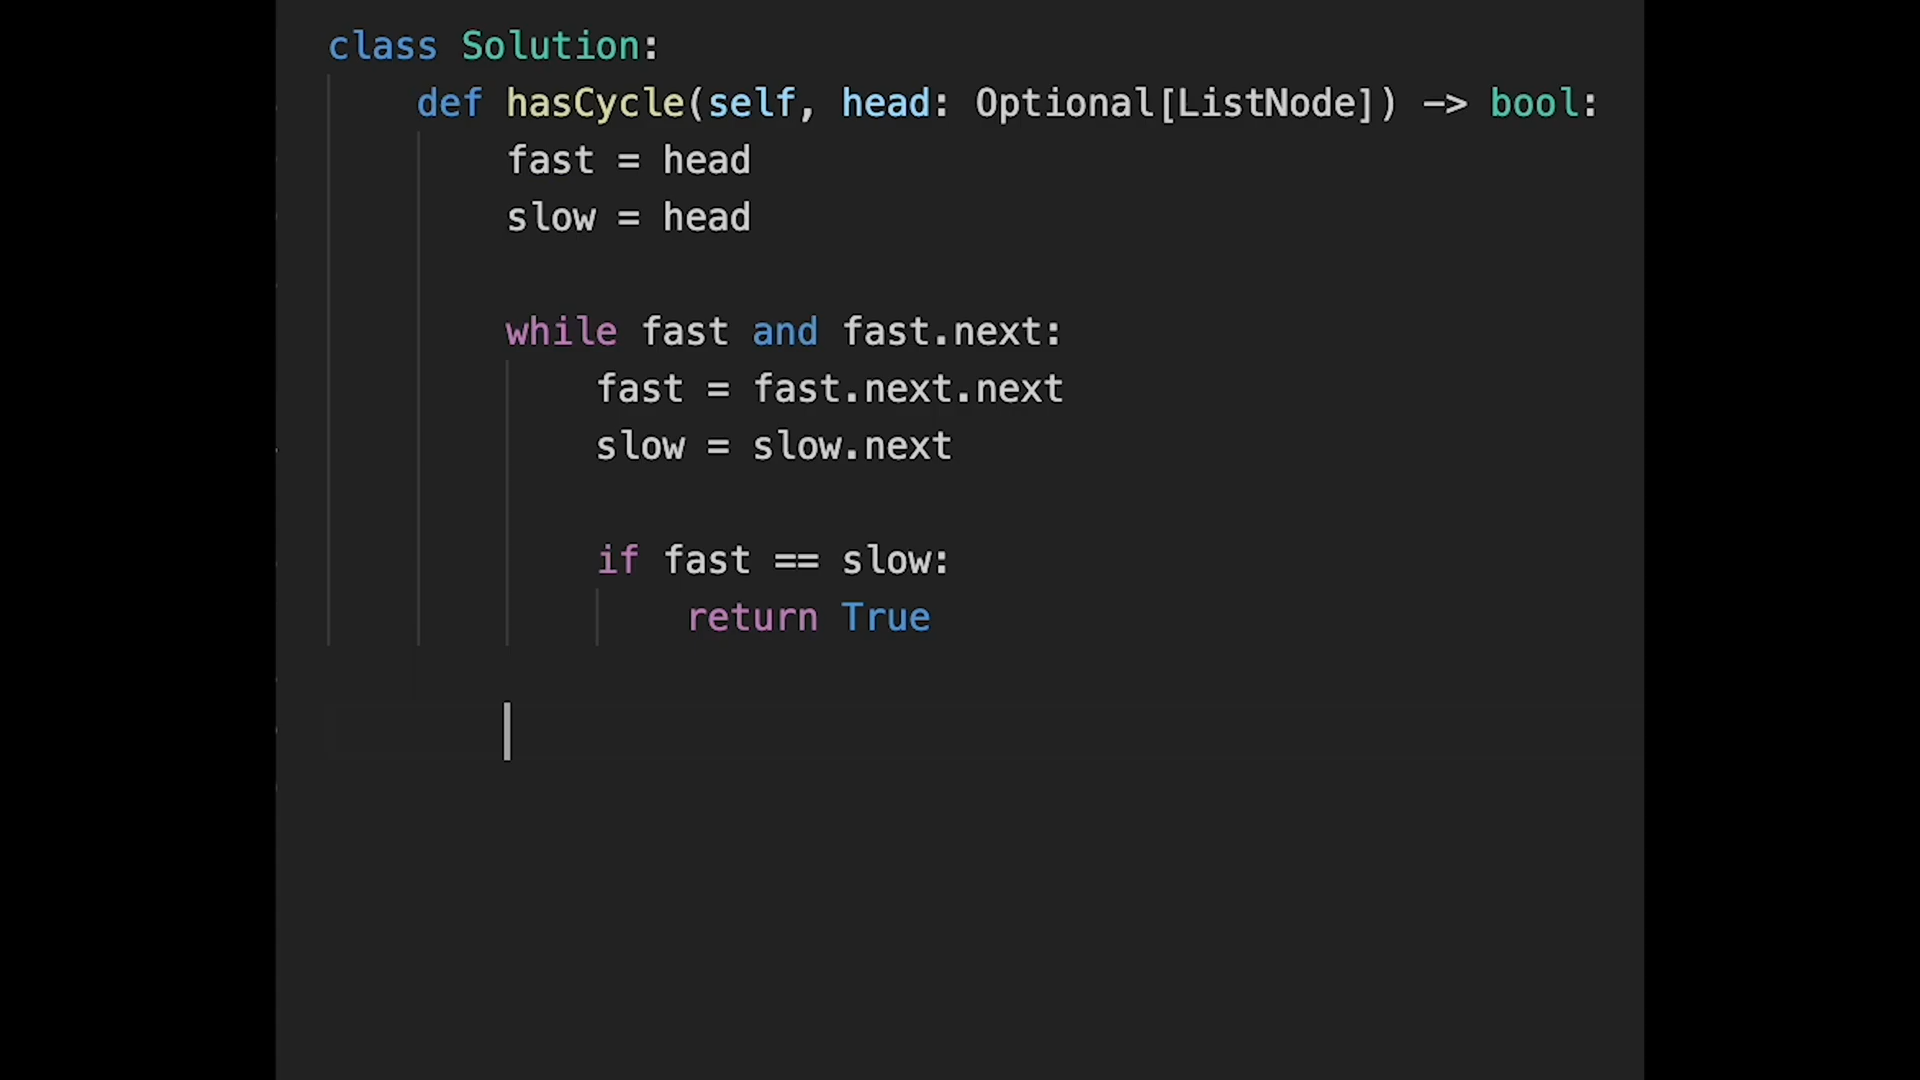 class Solution:
    def hasCycle(self, head: Optional[ListNode]) -> bool:
        fast = head
        slow = head

        while fast and fast.next:
            fast = fast.next.next
            slow = slow.next

            if fast == slow:
                return True